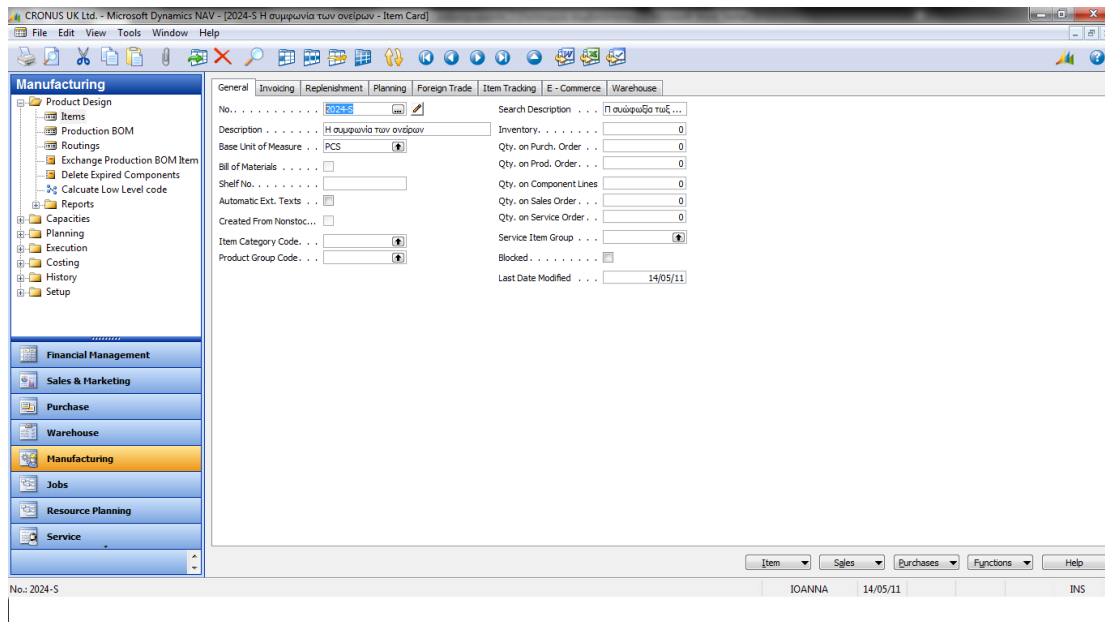 CRONUS UK Ltd. - Microsoft Dynamics NAV - [2024-S Η συμφωνία των ονείρων - Item Card]
File Edit View Tools Window Help
Manufacturing
Product Design
Items
Production BOM
Routings
Exchange Production BOM Item
Delete Expired Components
Calcuate Low Level code
Reports
Capacities
Planning
Execution
Costing
History
Setup
Financial Management
Sales & Marketing
Purchase
Warehouse
Manufacturing
Jobs
Resource Planning
Service
General Invoicing Replenishment Planning Foreign Trade Item Tracking E - Commerce Warehouse
No. . . . . . . . . . . . 2024-S
Description . . . . . . . Η συμφωνία των ονείρων
Base Unit of Measure . . PCS
Bill of Materials . . . . .
Shelf No. . . . . . . . . .
Automatic Ext. Texts . .
Created From Nonstoc...
Item Category Code. . .
Product Group Code. . .
Search Description . . . Π συώφωξία τωξ ...
Inventory. . . . . . . . 0
Qty. on Purch. Order . . 0
Qty. on Prod. Order. . . 0
Qty. on Component Lines 0
Qty. on Sales Order. . . 0
Qty. on Service Order. . 0
Service Item Group . . .
Blocked. . . . . . . . . .
Last Date Modified . . . 14/05/11
Item Sales Purchases Functions Help
No.: 2024-S IOANNA 14/05/11 INS